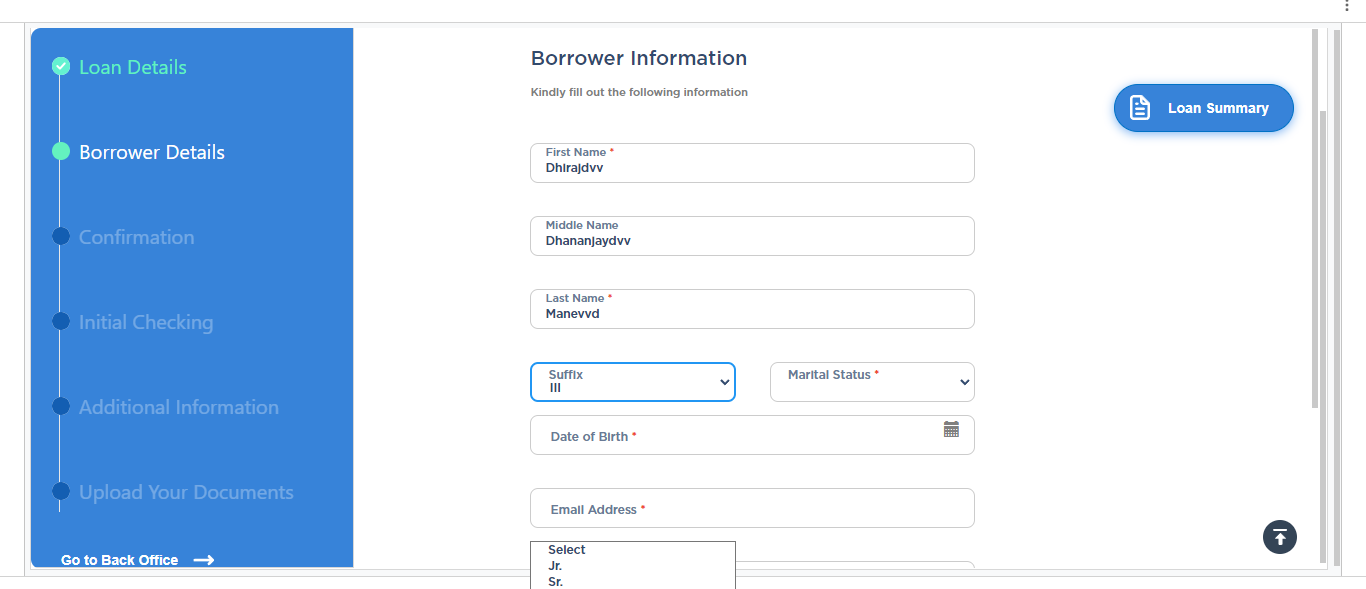 Loan Details
Borrower Details
Confirmation
Initial Checking
Additional Information
Upload Your Documents
Go to Back Office
Borrower Information
Kindly fill out the following information
Loan Summary
First Name *
Dhirajdvv
Middle Name
Dhananjaydvv
Last Name *
Manevvd
Suffix
III
Marital Status *
Date of Birth *
Email Address *
Select
Jr.
Sr.